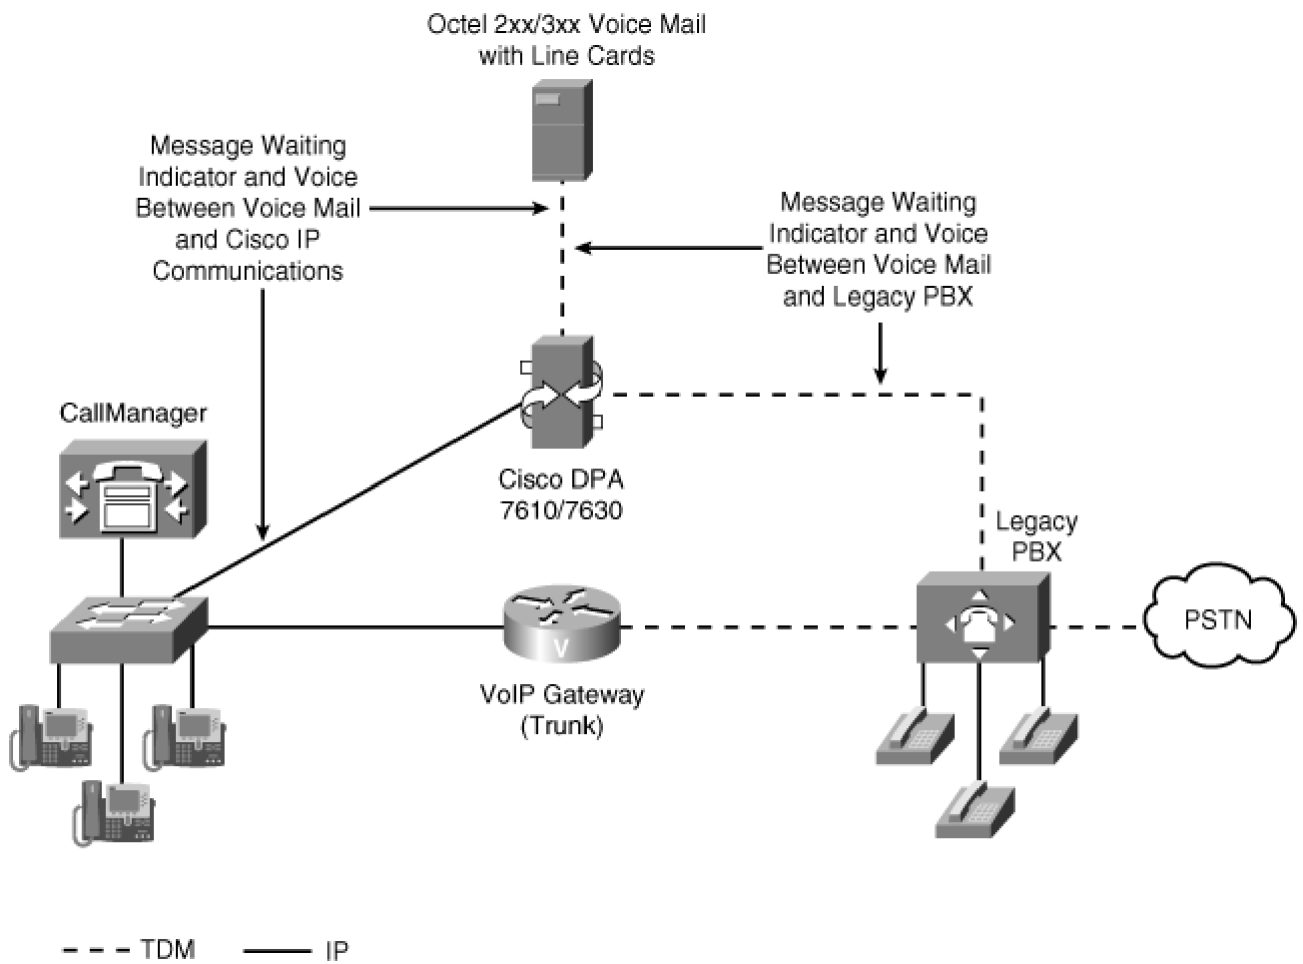 Octel 2xx/3xx Voice Mail
with Line Cards
Message Waiting
Indicator and Voice
Between Voice Mail
and Cisco IP
Communications
Message Waiting
Indicator and Voice
Between Voice Mail
and Legacy PBX
CallManager
Cisco DPA
7610/7630
Legacy
PBX
PSTN
V
VoIP Gateway
(Trunk)
TDM
IP